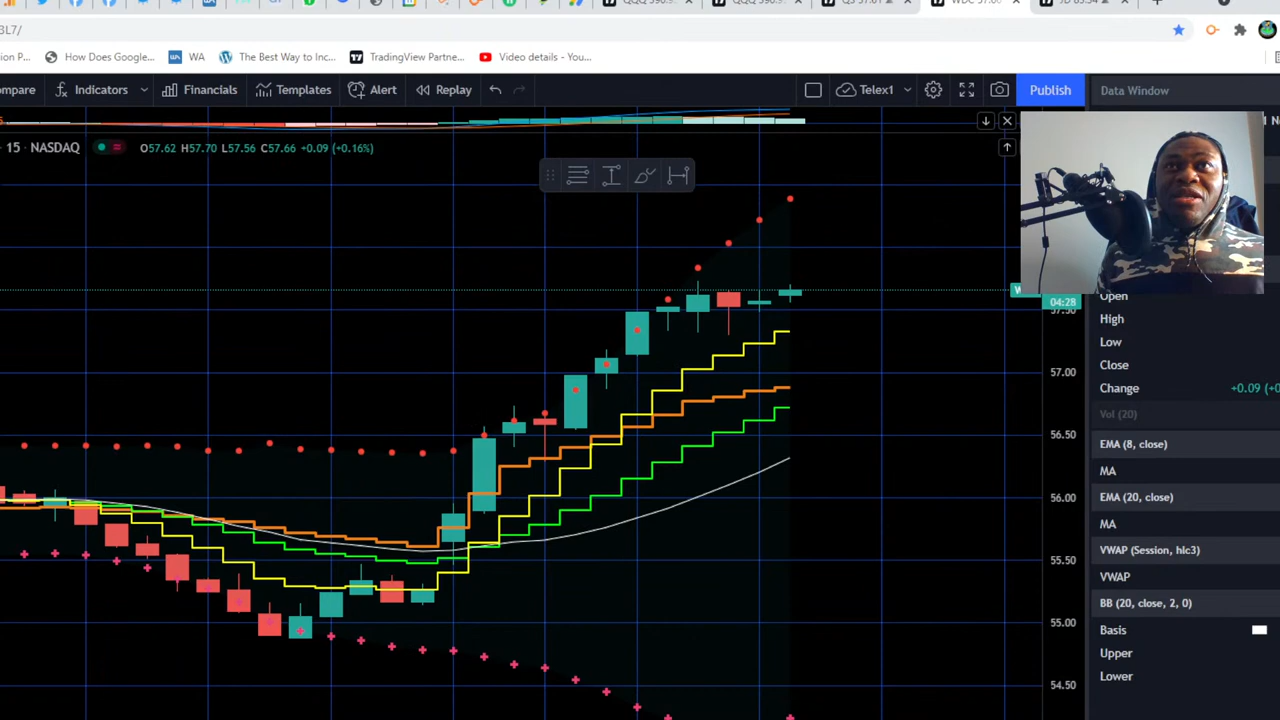 3L7/
How Does Google...
WA
The Best Way to Inc...
TradingView Partne...
Video details - You...
Indicators
Financials
Templates
Alert
Replay
Telex1
Publish
Data Window
15 NASDAQ
O57.62 H57.70 L57.56 C57.66 +0.09 (+0.16%)
04:28
57.00
56.50
56.00
55.50
55.00
54.50
Open
High
Low
Close
Change
Vol (20)
EMA (8, close)
MA
EMA (20, close)
MA
VWAP (Session, hlc3)
VWAP
BB (20, close, 2, 0)
Basis
Upper
Lower